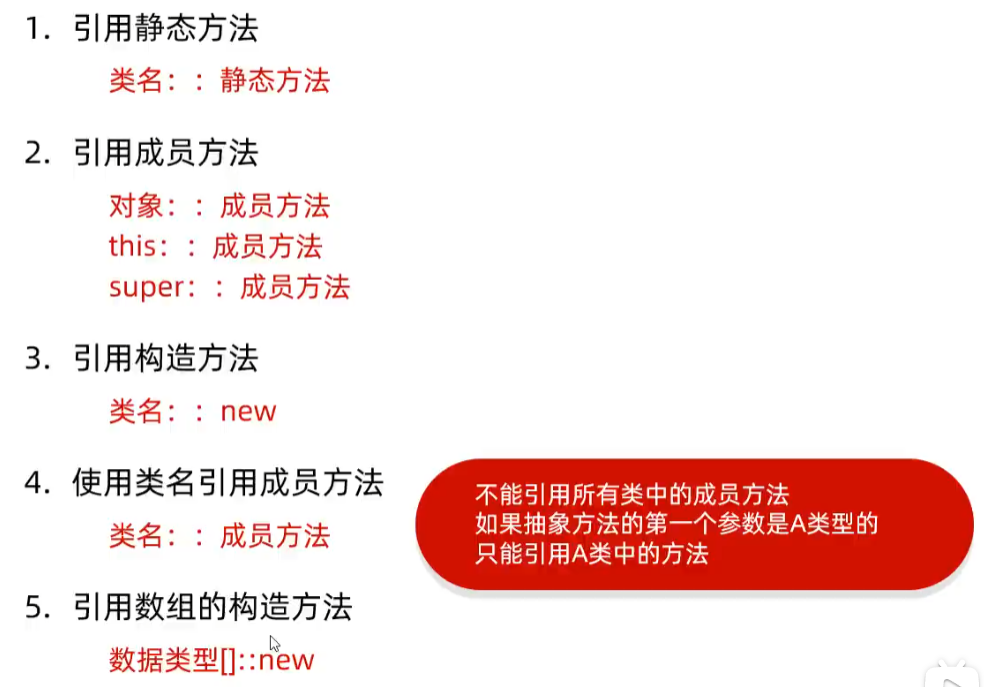 1. 引用静态方法
类名：：静态方法
2. 引用成员方法
对象：：成员方法
this：：成员方法
super：：成员方法
3. 引用构造方法
类名：：new
4. 使用类名引用成员方法
类名：：成员方法
不能引用所有类中的成员方法
如果抽象方法的第一个参数是A类型的
只能引用A类中的方法
5. 引用数组的构造方法
数据类型[]::new